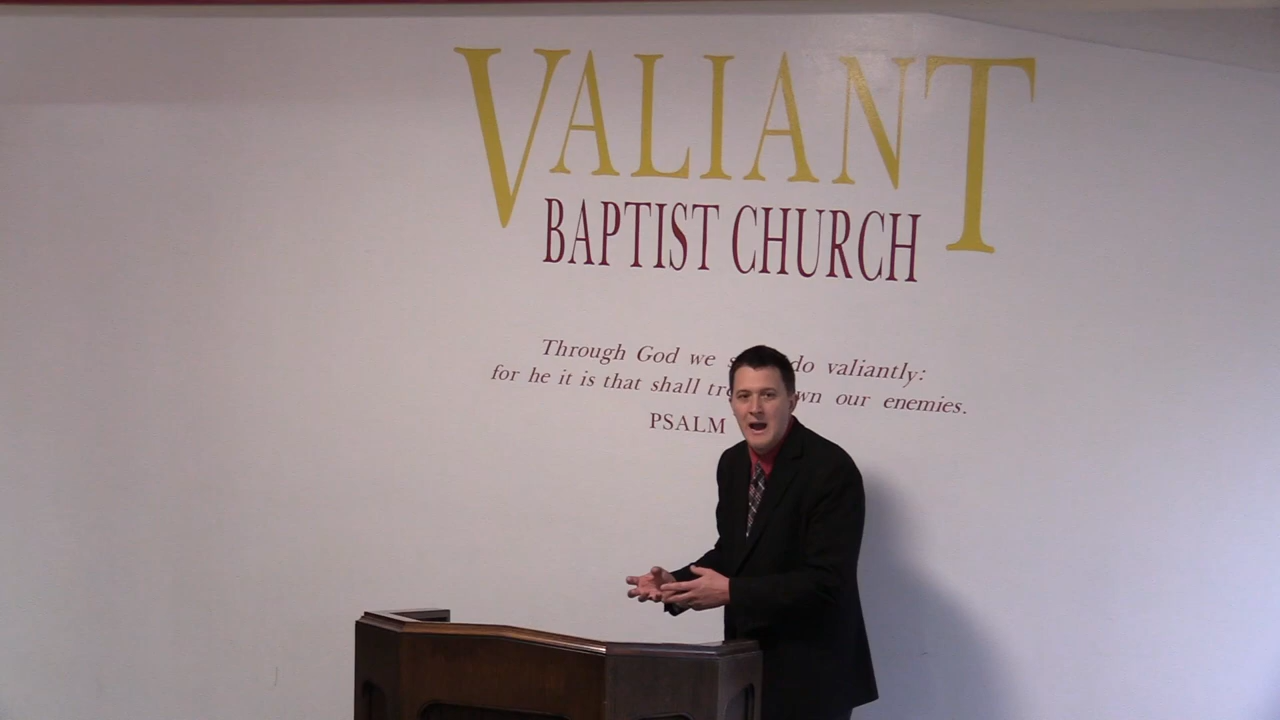 VALIANT
BAPTIST CHURCH
Through God we do valiantly:
for he it is that shall our enemies.
PSALM